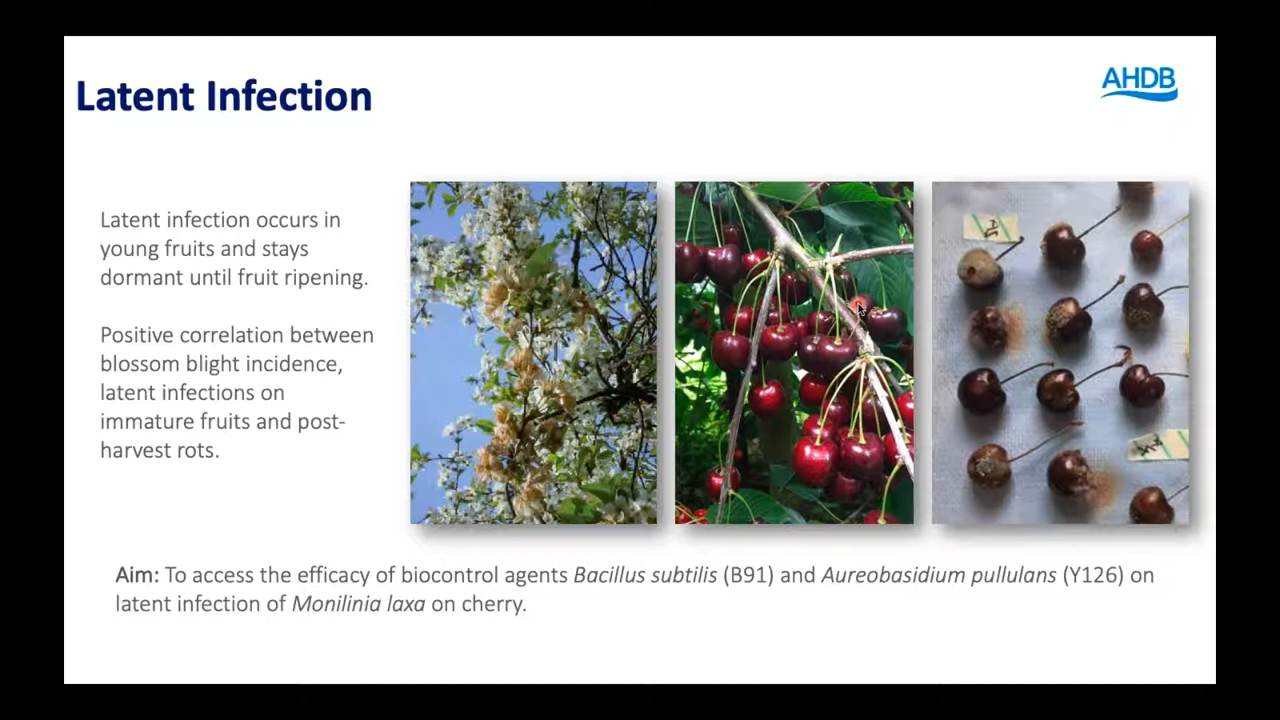 Latent Infection
AHDB
Latent infection occurs in
young fruits and stays
dormant until fruit ripening.
Positive correlation between
blossom blight incidence,
latent infections on
immature fruits and post-
harvest rots.
Aim: To access the efficacy of biocontrol agents Bacillus subtilis (B91) and Aureobasidium pullulans (Y126) on
latent infection of Monilinia laxa on cherry.